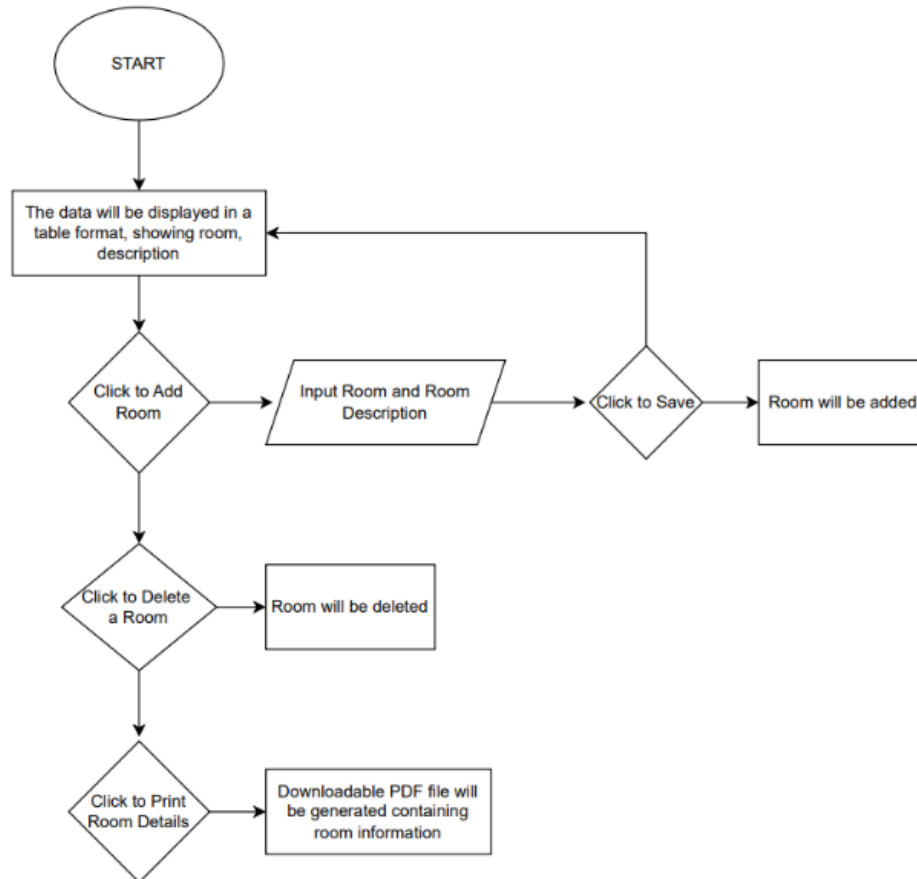 START
The data will be displayed in a
table format, showing room,
description
Click to Add
Room
Input Room and Room
Description
Click to Save
Room will be added
Click to Delete
a Room
Room will be deleted
Click to Print
Room Details
Downloadable PDF file will
be generated containing
room information